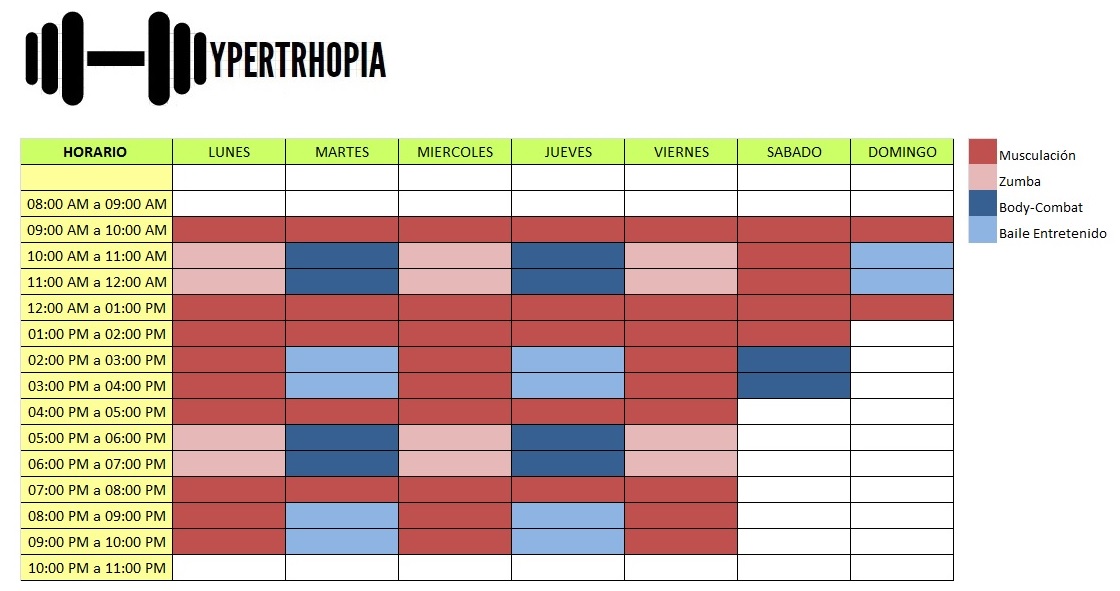 YPERTRHOPIA
HORARIO LUNES MARTES MIERCOLES JUEVES VIERNES SABADO DOMINGO
Musculación
Zumba
Body-Combat
Baile Entretenido
08:00 AM a 09:00 AM
09:00 AM a 10:00 AM
10:00 AM a 11:00 AM
11:00 AM a 12:00 AM
12:00 AM a 01:00 PM
01:00 PM a 02:00 PM
02:00 PM a 03:00 PM
03:00 PM a 04:00 PM
04:00 PM a 05:00 PM
05:00 PM a 06:00 PM
06:00 PM a 07:00 PM
07:00 PM a 08:00 PM
08:00 PM a 09:00 PM
09:00 PM a 10:00 PM
10:00 PM a 11:00 PM